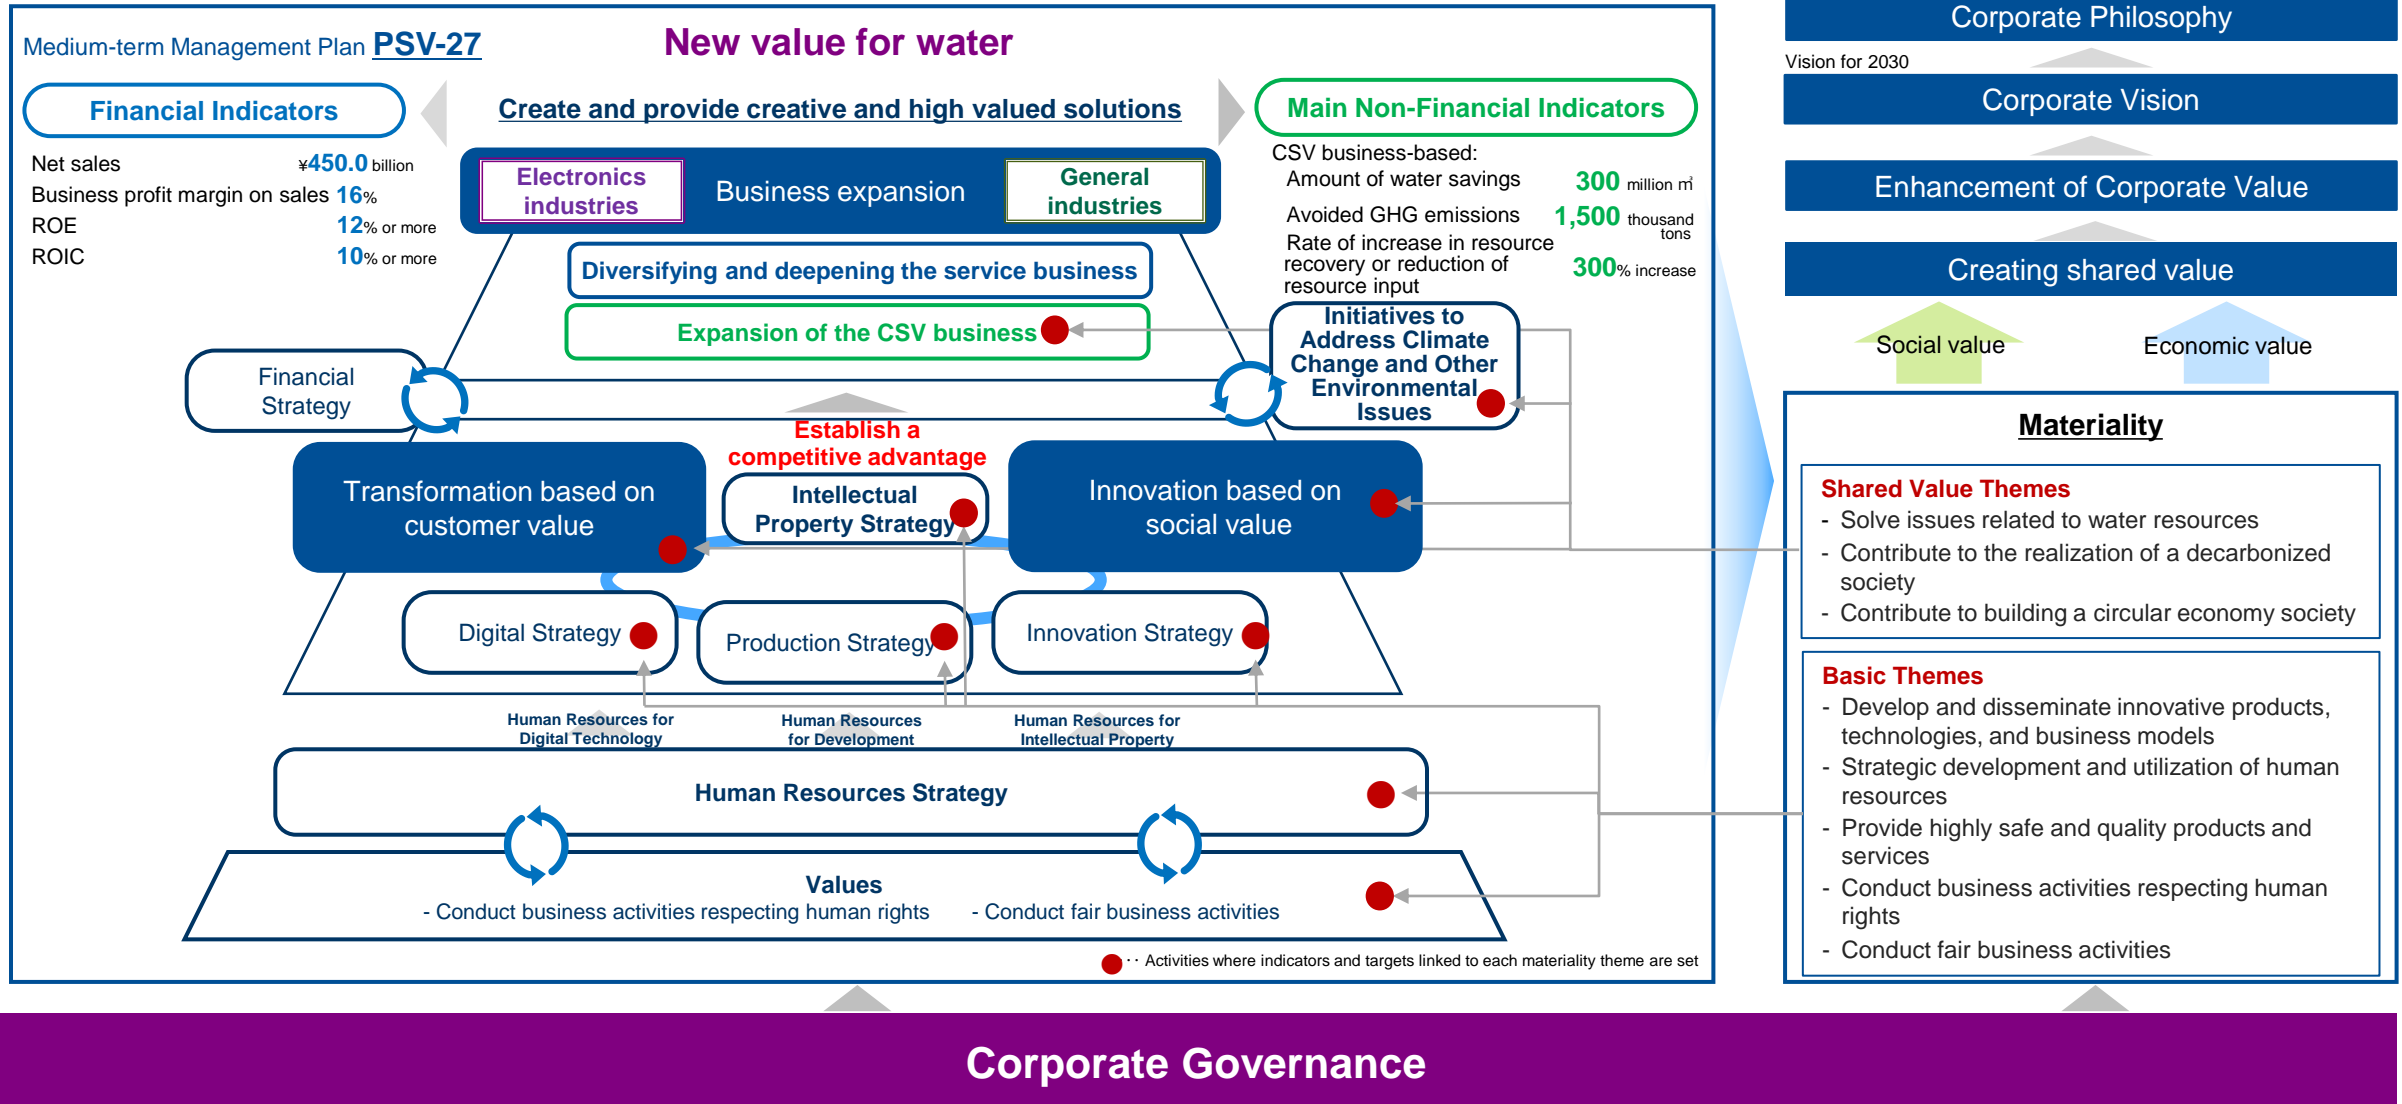 Medium-term Management Plan PSV-27
New value for water
Financial Indicators
Net sales ¥450.0 billion
Business profit margin on sales 16%
ROE 12% or more
ROIC 10% or more
Create and provide creative and high valued solutions
Main Non-Financial Indicators
CSV business-based:
Amount of water savings 300 million ㎥
Avoided GHG emissions 1,500 thousand
tons
Rate of increase in resource
recovery or reduction of
resource input
300% increase
Electronics
industries
Business expansion
General
industries
Diversifying and deepening the service business
Expansion of the CSV business
Financial
Strategy
Initiatives to
Address Climate
Change and Other
Environmental
Issues
Establish a
competitive advantage
Transformation based on
customer value
Intellectual
Property Strategy
Innovation based on
social value
Digital Strategy
Production Strategy
Innovation Strategy
Human Resources for
Digital Technology
Human Resources
for Development
Human Resources for
Intellectual Property
Human Resources Strategy
Values
- Conduct business activities respecting human rights
- Conduct fair business activities
·· Activities where indicators and targets linked to each materiality theme are set
Corporate Philosophy
Vision for 2030
Corporate Vision
Enhancement of Corporate Value
Creating shared value
Social value
Economic value
Materiality
Shared Value Themes
- Solve issues related to water resources
- Contribute to the realization of a decarbonized
society
- Contribute to building a circular economy society
Basic Themes
- Develop and disseminate innovative products,
technologies, and business models
- Strategic development and utilization of human
resources
- Provide highly safe and quality products and
services
- Conduct business activities respecting human
rights
- Conduct fair business activities
Corporate Governance